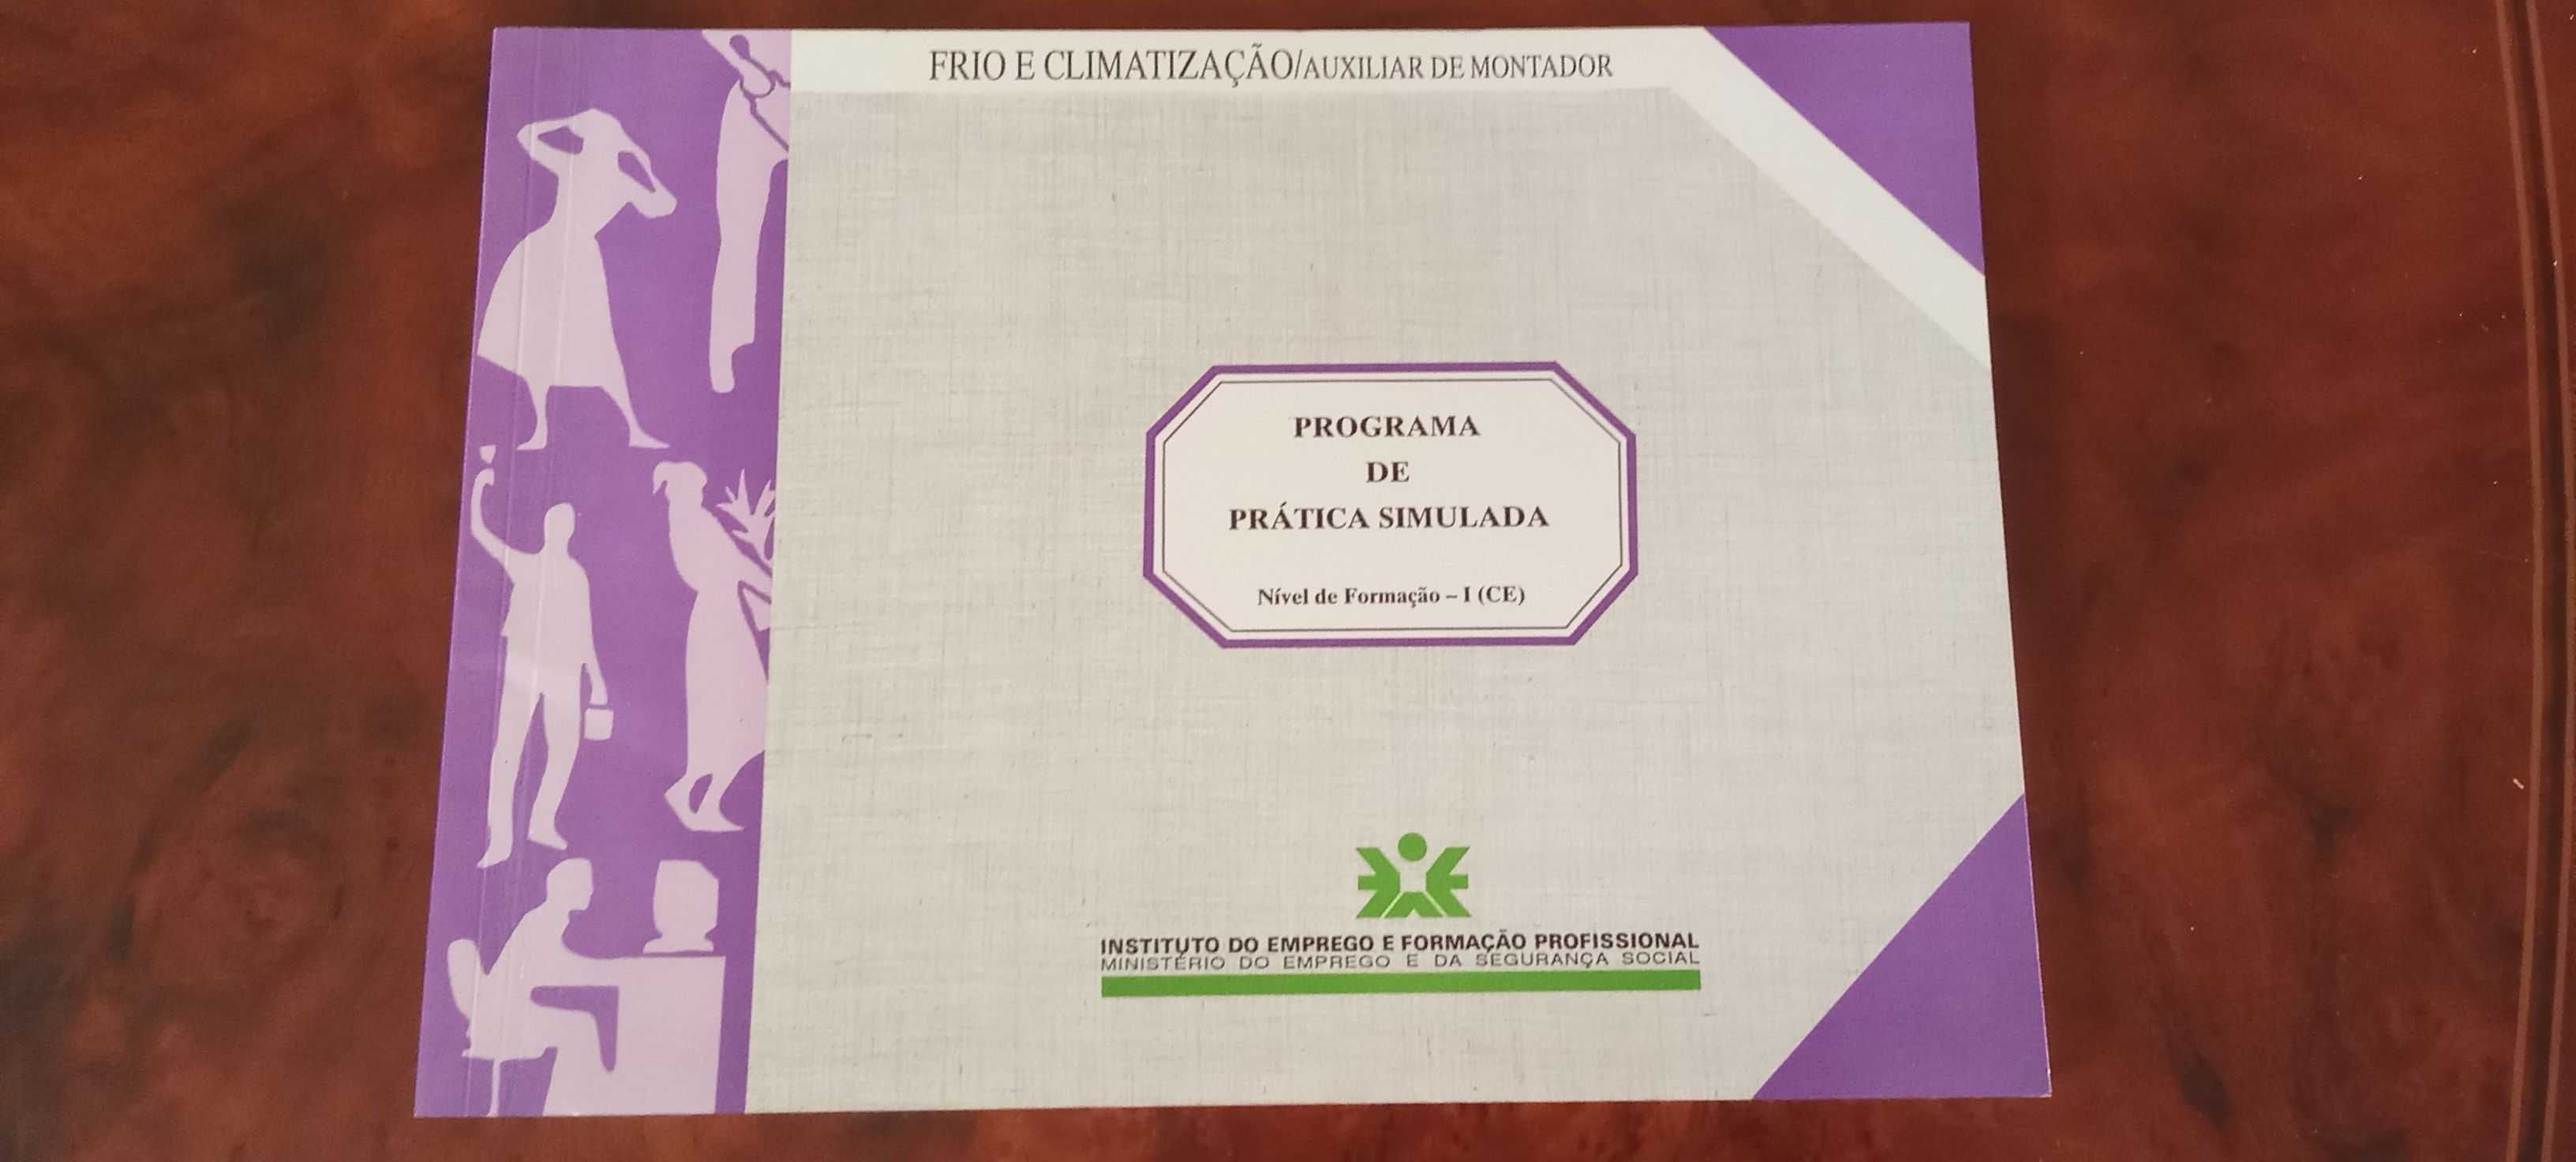 FRIO E CLIMATIZAÇÃO/AUXILIAR DE MONTADOR
PROGRAMA
DE
PRÁTICA SIMULADA
Nível de Formação – I (CE)
INSTITUTO DO EMPREGO E FORMAÇÃO PROFISSIONAL
MINISTÉRIO DO EMPREGO E DA SEGURANÇA SOCIAL